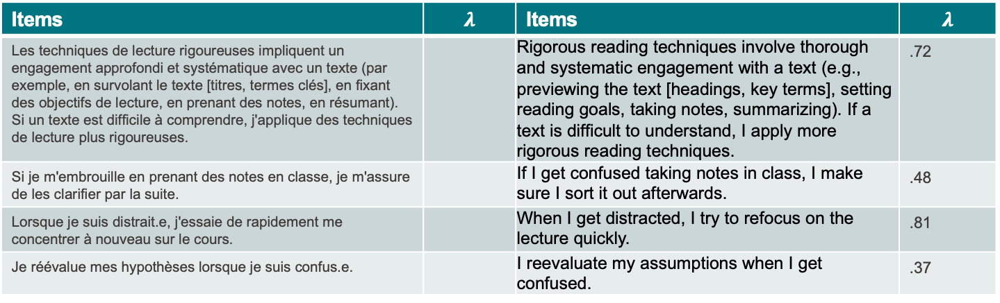 Items λ Items λ
Les techniques de lecture rigoureuses impliquent un
engagement approfondi et systématique avec un texte (par
exemple, en survolant le texte [titres, termes clés], en fixant
des objectifs de lecture, en prenant des notes, en résumant).
Si un texte est difficile à comprendre, j'applique des techniques
de lecture plus rigoureuses.
Rigorous reading techniques involve thorough
and systematic engagement with a text (e.g.,
previewing the text [headings, key terms], setting
reading goals, taking notes, summarizing). If a
text is difficult to understand, I apply more
rigorous reading techniques.
.72
Si je m'embrouille en prenant des notes en classe, je m'assure
de les clarifier par la suite.
If I get confused taking notes in class, I make
sure I sort it out afterwards.
.48
Lorsque je suis distrait.e, j'essaie de rapidement me
concentrer à nouveau sur le cours.
When I get distracted, I try to refocus on the
lecture quickly.
.81
Je réévalue mes hypothèses lorsque je suis confus.e.
I reevaluate my assumptions when I get
confused.
.37